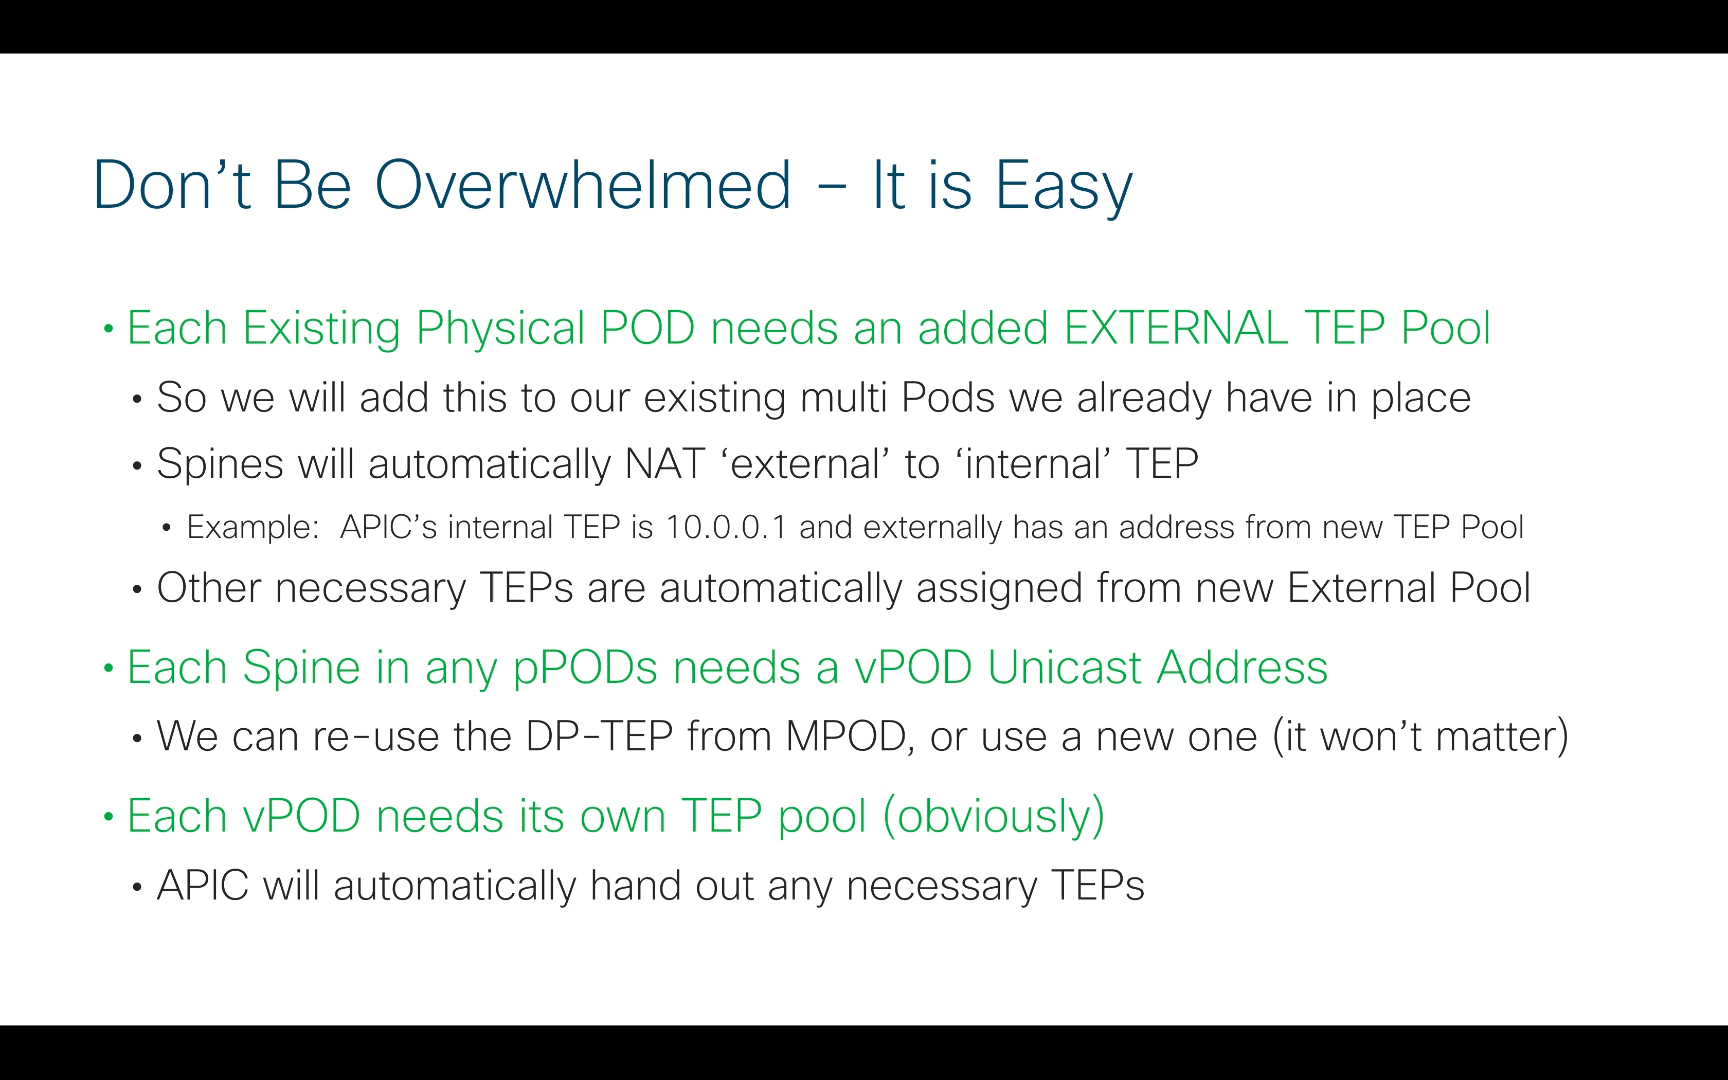 Don’t Be Overwhelmed – It is Easy
• Each Existing Physical POD needs an added EXTERNAL TEP Pool
• So we will add this to our existing multi Pods we already have in place
• Spines will automatically NAT ‘external’ to ‘internal’ TEP
• Example:  APIC’s internal TEP is 10.0.0.1 and externally has an address from new TEP Pool
• Other necessary TEPs are automatically assigned from new External Pool
• Each Spine in any pPODs needs a vPOD Unicast Address
• We can re-use the DP-TEP from MPOD, or use a new one (it won’t matter)
• Each vPOD needs its own TEP pool (obviously)
• APIC will automatically hand out any necessary TEPs